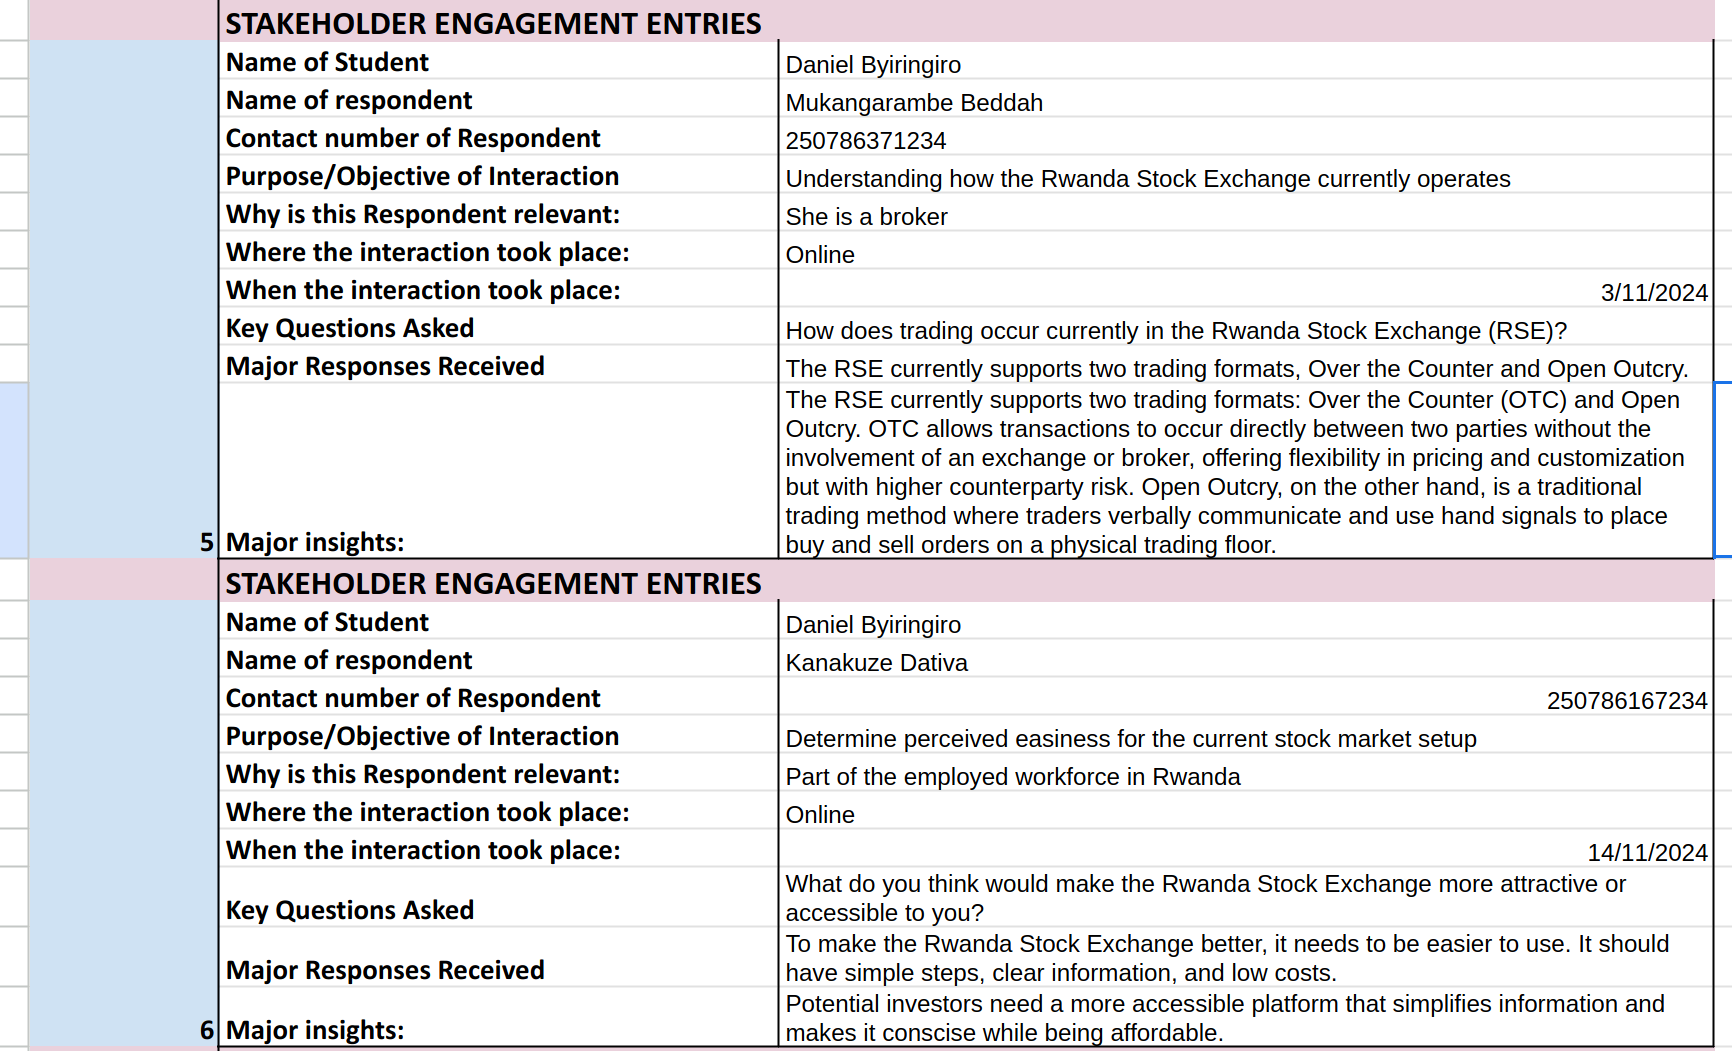 STAKEHOLDER ENGAGEMENT ENTRIES
Name of Student Daniel Byiringiro
Name of respondent Mukangarambe Beddah
Contact number of Respondent 250786371234
Purpose/Objective of Interaction Understanding how the Rwanda Stock Exchange currently operates
Why is this Respondent relevant: She is a broker
Where the interaction took place: Online
When the interaction took place: 3/11/2024
Key Questions Asked How does trading occur currently in the Rwanda Stock Exchange (RSE)?
Major Responses Received The RSE currently supports two trading formats, Over the Counter and Open Outcry.
The RSE currently supports two trading formats: Over the Counter (OTC) and Open
Outcry. OTC allows transactions to occur directly between two parties without the
involvement of an exchange or broker, offering flexibility in pricing and customization
but with higher counterparty risk. Open Outcry, on the other hand, is a traditional
trading method where traders verbally communicate and use hand signals to place
5 Major insights: buy and sell orders on a physical trading floor.
STAKEHOLDER ENGAGEMENT ENTRIES
Name of Student Daniel Byiringiro
Name of respondent Kanakuze Dativa
Contact number of Respondent 250786167234
Purpose/Objective of Interaction Determine perceived easiness for the current stock market setup
Why is this Respondent relevant: Part of the employed workforce in Rwanda
Where the interaction took place: Online
When the interaction took place: 14/11/2024
What do you think would make the Rwanda Stock Exchange more attractive or
Key Questions Asked accessible to you?
To make the Rwanda Stock Exchange better, it needs to be easier to use. It should
Major Responses Received have simple steps, clear information, and low costs.
Potential investors need a more accessible platform that simplifies information and
6 Major insights: makes it conscise while being affordable.